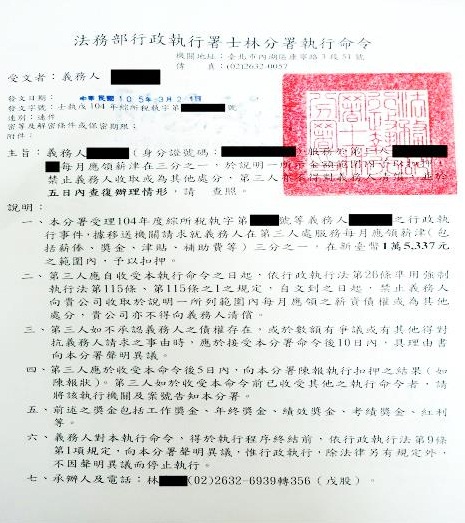 法務部行政執行署士林分署執行命令
機關地址：臺北市內湖區康寧路3段51號
傳　真：(02)2632-0057
受文者：義務人
發文日期：中華民國105年3月21日
發文字號：士執戊104年綜所稅執字第　號
速別：速件
密等及解密條件或保密期限：
附件：
主旨：義務人　（身分證號碼：　服務於第三人
每月應領薪津在三分之一，於說明一所示金額範圍內
禁止義務人收取或為其他處分，第三人亦
五日內查復辦理情形，請　查照。
說明：
一、本分署受理104年度綜所稅執字第　號等義務人　之行政執
行事件，據移送機關請求就義務人在第三人處服務每月應領薪津(包
括薪俸、獎金、津貼、補助費等）三分之一，在新臺幣1萬5,337元
之範圍內，予以扣押。
二、第三人應自收受本執行命令之日起，依行政執行法第26條準用強制
執行法第115條、第115條之1之規定，自文到之日起，禁止義務人
向貴公司收取於說明一所列範圍內每月應領之薪資債權或為其他
處分，貴公司亦不得向義務人清償。
三、第三人如不承認義務人之債權存在，或於數額有爭議或有其他得對
抗義務人請求之事由時，應於接受本分署命令後10日內，具理由書
向本分署聲明異議。
四、第三人應於收受本命令後5日內，向本分署陳報執行扣押之結果（如
陳報狀）。第三人如於收受本命令前已收受其他之執行命令者，請
將該執行機關及案號告知本分署。
五、前述之獎金包括工作獎金、年終獎金、績效獎金、考績獎金、紅利
等。
六、義務人對本執行命令，得於執行程序終結前，依行政執行法第9條
第1項規定，向本分署聲明異議，惟行政執行，除法律另有規定外，
不因聲明異議而停止執行。
七、承辦人及電話：林　(02)2632-6939轉356（戊股）。